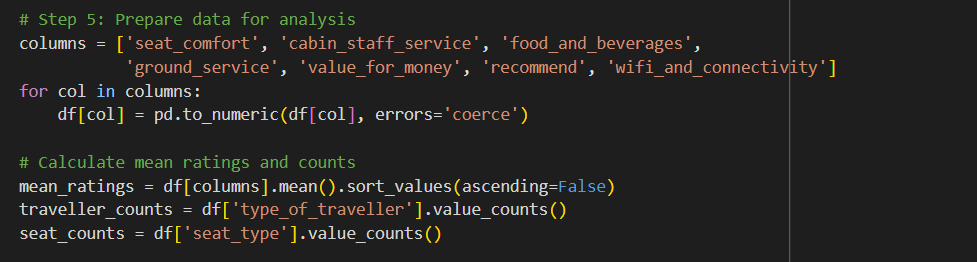 # Step 5: Prepare data for analysis
columns = ['seat_comfort', 'cabin_staff_service', 'food_and_beverages',
           'ground_service', 'value_for_money', 'recommend', 'wifi_and_connectivity']
for col in columns:
    df[col] = pd.to_numeric(df[col], errors='coerce')

# Calculate mean ratings and counts
mean_ratings = df[columns].mean().sort_values(ascending=False)
traveller_counts = df['type_of_traveller'].value_counts()
seat_counts = df['seat_type'].value_counts()